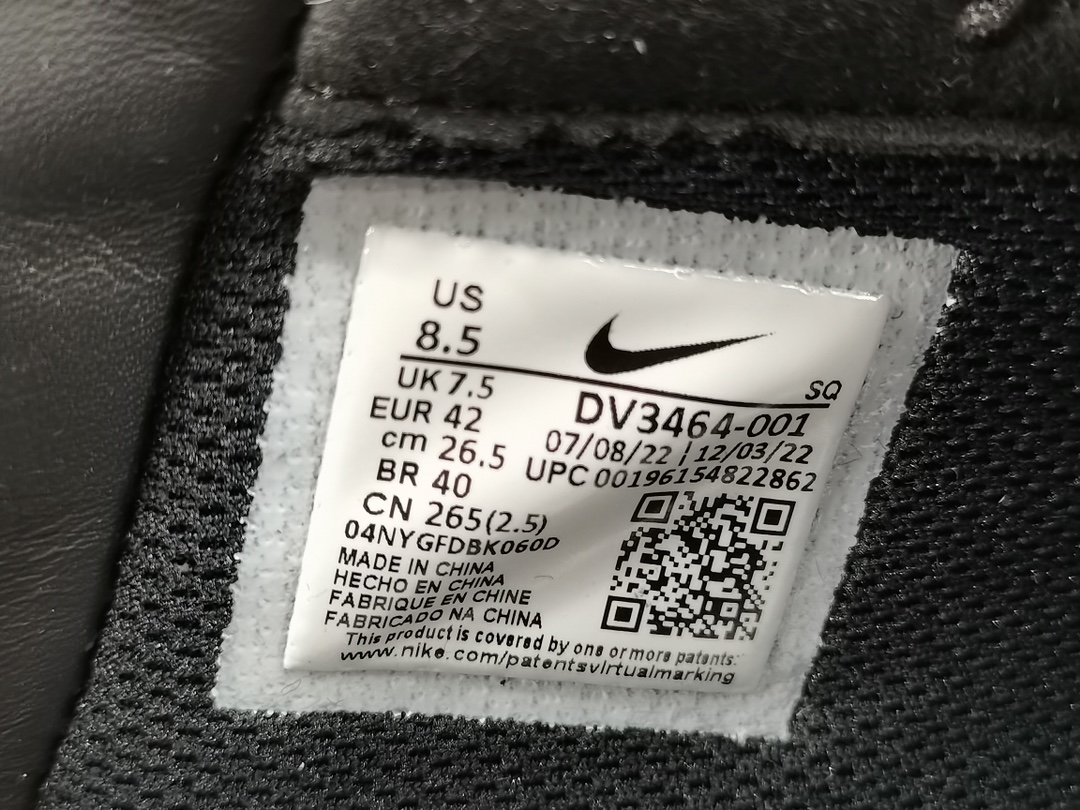 US
8.5
UK 7.5
EUR 42
cm 26.5
BR 40
CN 265(2.5)
04NYGFDBK060D
MADE IN CHINA
HECHO EN CHINA
FABRIQUE EN CHINE
FABRICADO NA CHINA
This product is covered by one or more patents:
www.nike.com/patentsvirtualmarking
SQ
DV3464-001
07/08/22 | 12/03/22
UPC 00196154822862